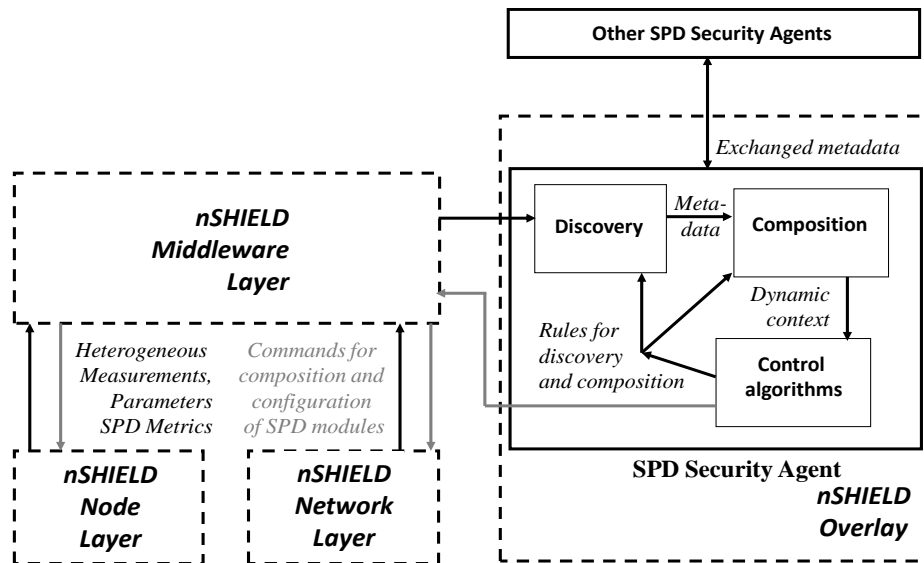 Other SPD Security Agents
Exchanged metadata
nSHIELD
Middleware
Layer
Discovery
Meta-
data
Composition
Dynamic
context
Rules for
discovery
and composition
Control
algorithms
Heterogeneous
Measurements,
Parameters
SPD Metrics
Commands for
composition and
configuration
of SPD modules
SPD Security Agent
nSHIELD
Overlay
nSHIELD
Node
Layer
nSHIELD
Network
Layer